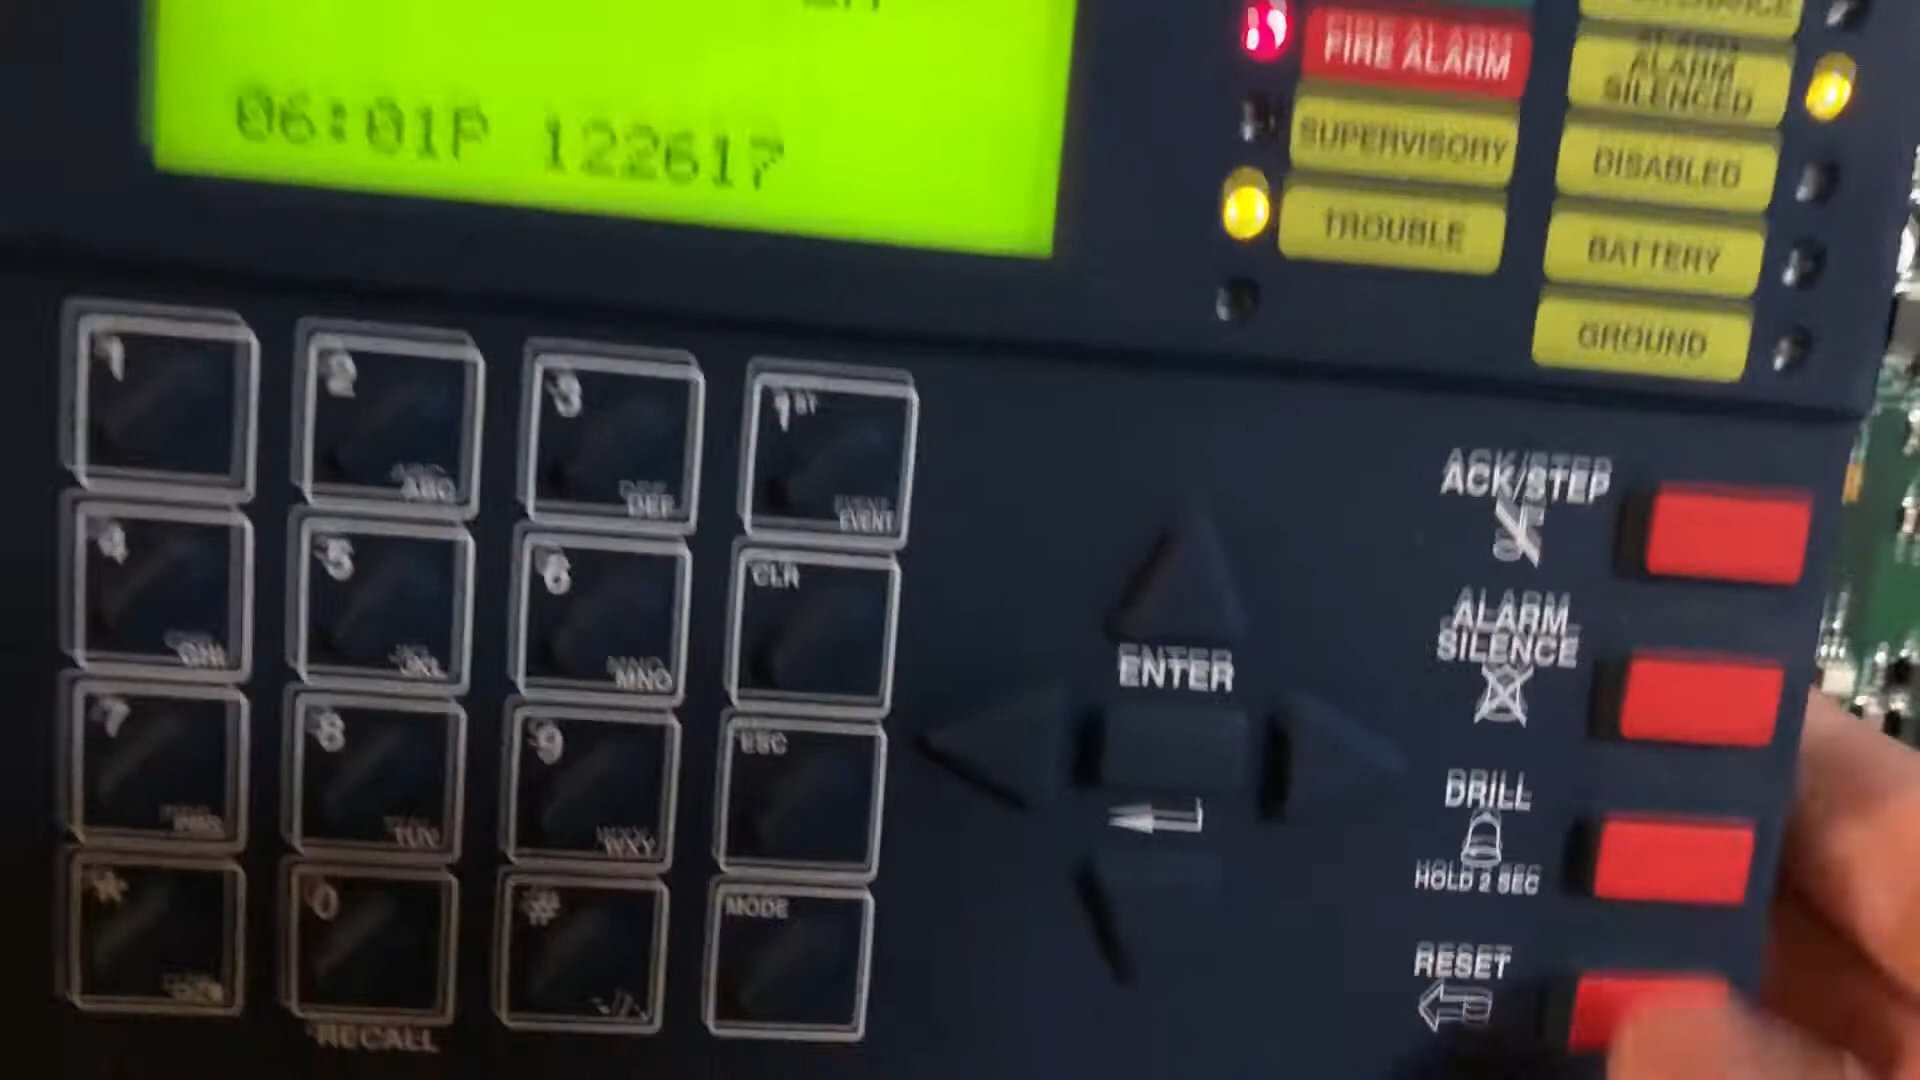 06:01P 122617
FIRE ALARM
SUPERVISORY
TROUBLE
ALARM
SILENCED
DISABLED
BATTERY
GROUND
1
2 ABC
3 DEF
1ST EVENT
4 GHI
5 JKL
6 MNO
CLR
7
8 TUV
9 WXY
ESC
*
0
#
MODE
RECALL
ENTER
ACK/STEP
ALARM
SILENCE
DRILL
HOLD 2 SEC
RESET